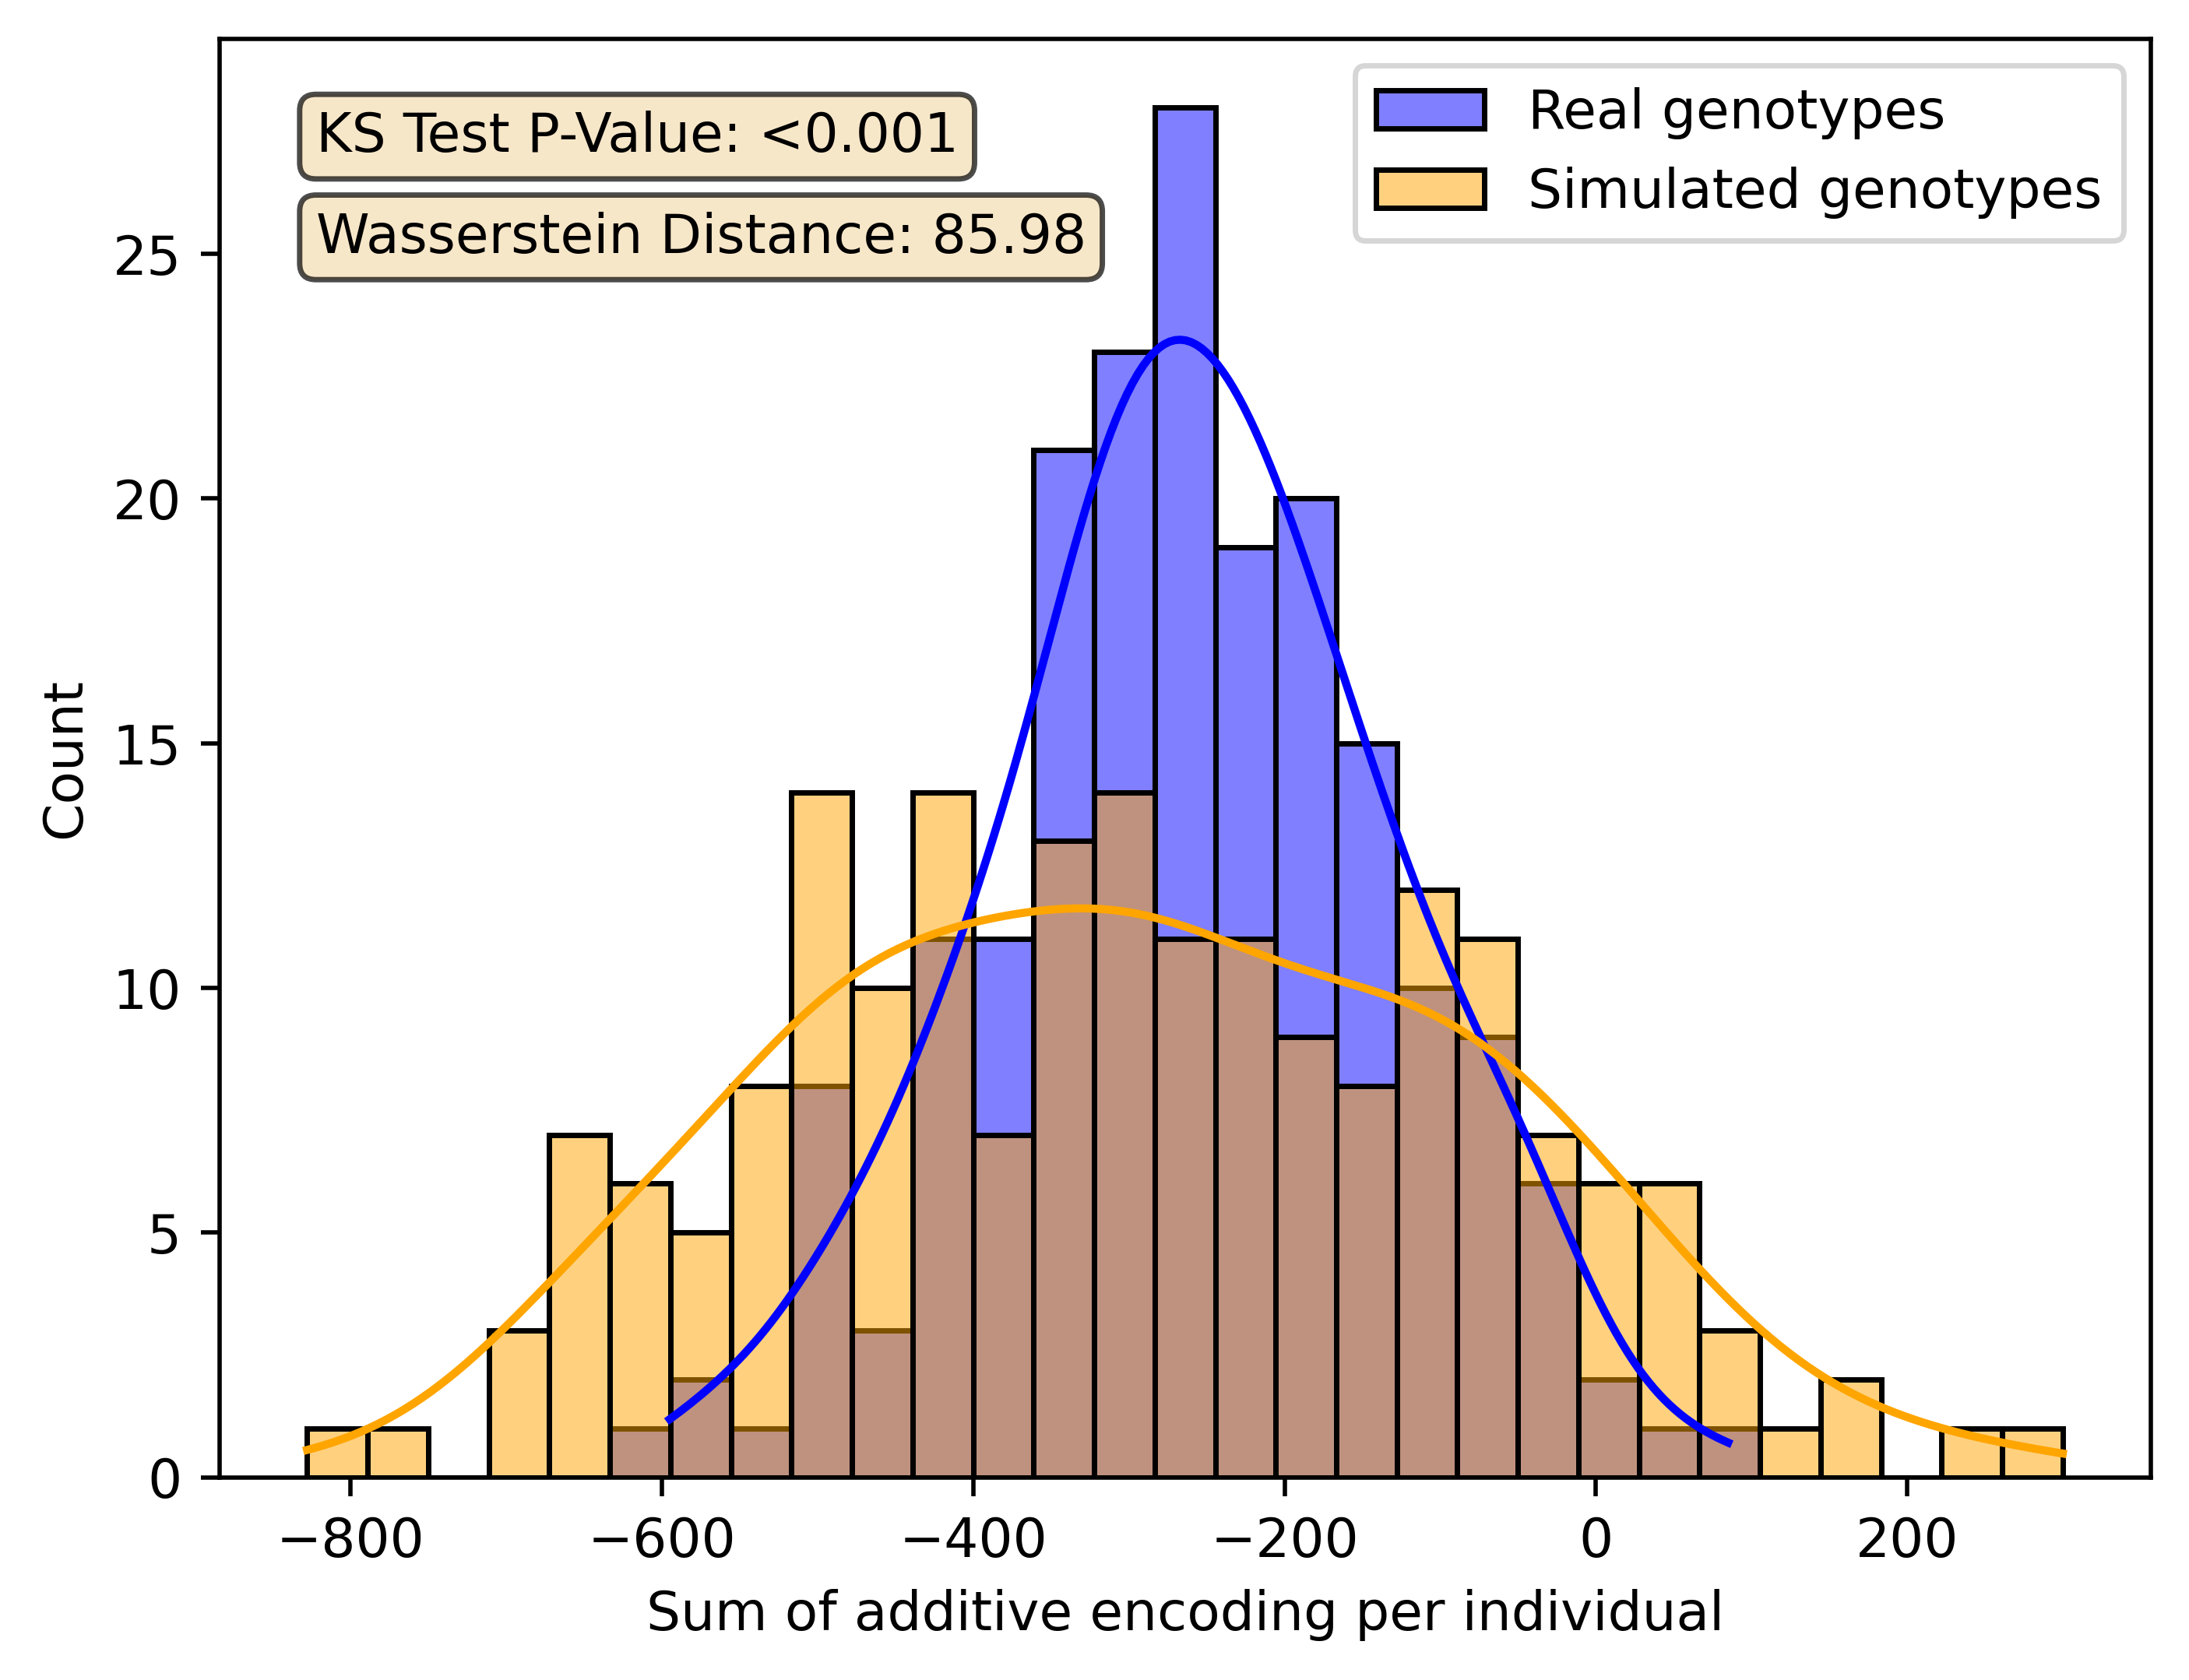 KS Test P-Value: <0.001
Wasserstein Distance: 85.98
Real genotypes
Simulated genotypes
Count
25
20
15
10
5
0
−800 −600 −400 −200 0 200
Sum of additive encoding per individual